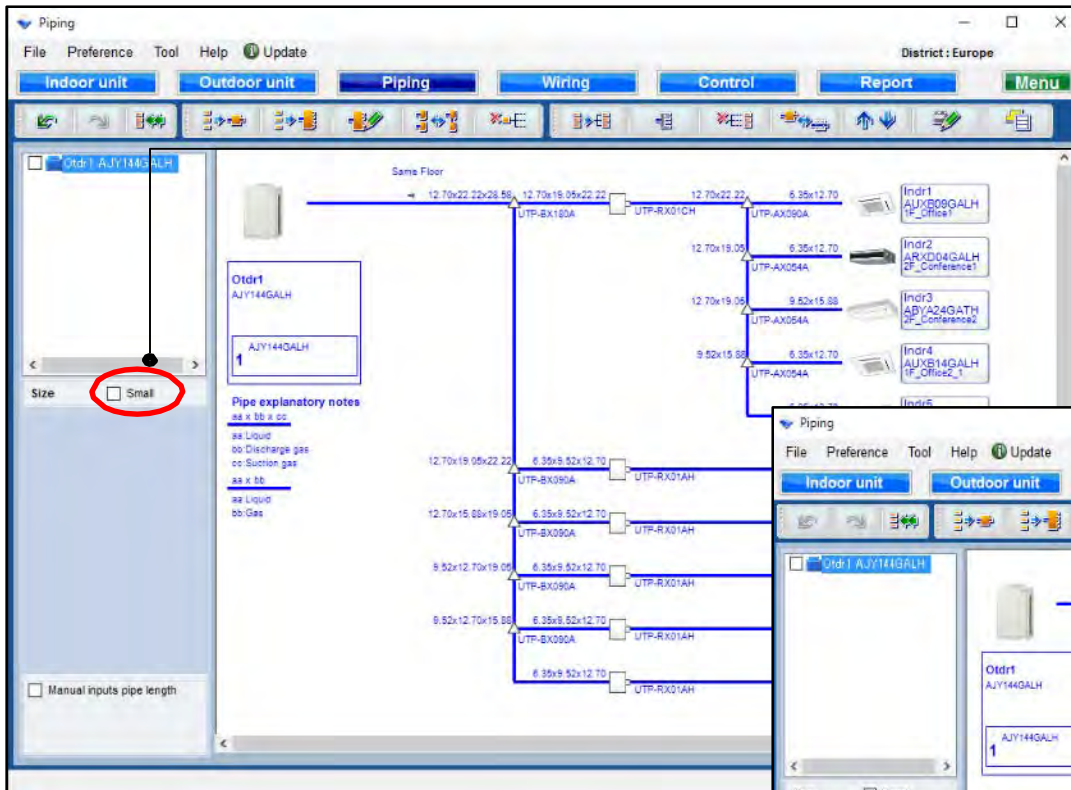 Piping
File Preference Tool Help Update
District : Europe
Indoor unit Outdoor unit Piping Wiring Control Report Menu
Otdr1 AJY144GALH
Size Small
Manual inputs pipe length
Same Floor
12.70x22.22x28.58 12.70x19.05x22.22 12.70x22.22 6.35x12.70
UTP-BX180A UTP-RX01CH UTP-AX090A
Indr1
AUXB09GALH
1F_Office1
12.70x19.05 6.35x12.70
UTP-AX054A
Indr2
ARXD04GALH
2F_Conference1
12.70x19.05 9.52x15.88
UTP-AX054A
Indr3
ABYA24GATH
2F_Conference2
9.52x15.88 6.35x12.70
UTP-AX054A
Indr4
AUXB14GALH
1F_Office2_1
Indr5
Otdr1
AJY144GALH
AJY144GALH
1
Pipe explanatory notes
aa x bb x cc
aa:Liquid
bb:Discharge gas
cc:Suction gas
aa x bb
aa:Liquid
bb:Gas
12.70x19.05x22.22 6.35x9.52x12.70
UTP-BX090A UTP-RX01AH
12.70x15.88x19.05 6.35x9.52x12.70
UTP-BX090A UTP-RX01AH
9.52x12.70x19.05 6.35x9.52x12.70
UTP-BX090A UTP-RX01AH
9.52x12.70x15.88 6.35x9.52x12.70
UTP-BX090A UTP-RX01AH
6.35x9.52x12.70
UTP-RX01AH
Piping
File Preference Tool Help Update
Indoor unit Outdoor unit
Otdr1 AJY144GALH
Otdr1
AJY144GALH
AJY144GALH
1